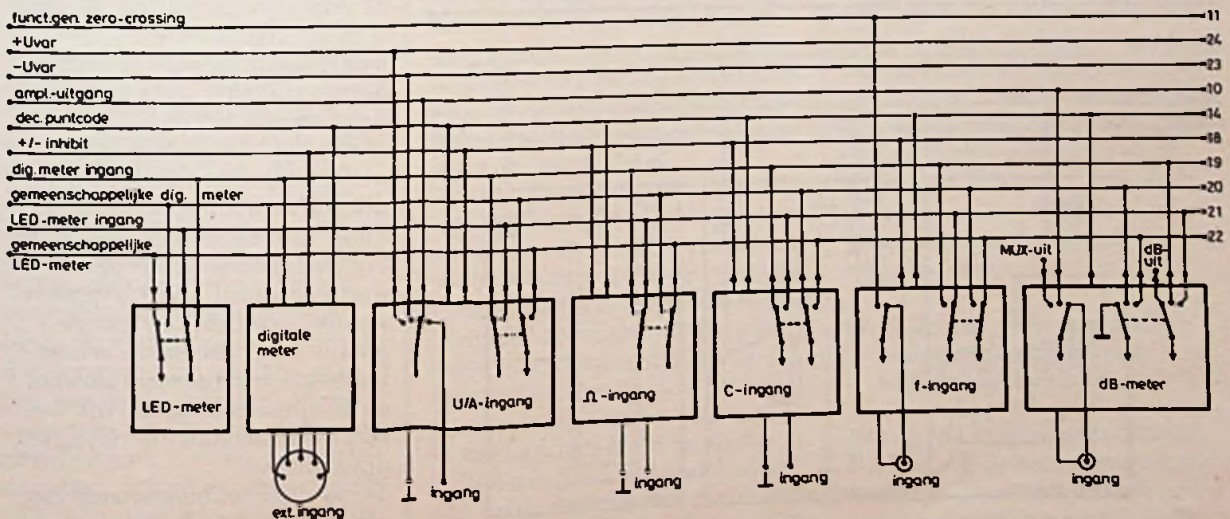 funct.gen. zero-crossing
11
+Uvar
24
-Uvar
23
ampl.-uitgang
10
dec. puntcode
14
+/- inhibit
18
dig. meter ingang
19
gemeenschappelijke dig. meter
20
LED-meter ingang
21
gemeenschappelijke
LED-meter
22
MUX-uit
dB-
uit
digitale
meter
LED-meter
U/A-ingang
Ω-ingang
C-ingang
f-ingang
dB-meter
ext. ingang
ingang
ingang
ingang
ingang
ingang